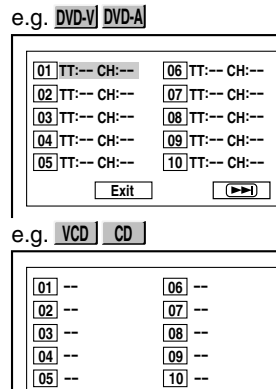 e.g. DVD-V DVD-A
01 TT:-- CH:-- 06 TT:-- CH:--
02 TT:-- CH:-- 07 TT:-- CH:--
03 TT:-- CH:-- 08 TT:-- CH:--
04 TT:-- CH:-- 09 TT:-- CH:--
05 TT:-- CH:-- 10 TT:-- CH:--
Exit
e.g. VCD CD
01 -- 06 --
02 -- 07 --
03 -- 08 --
04 -- 09 --
05 -- 10 --